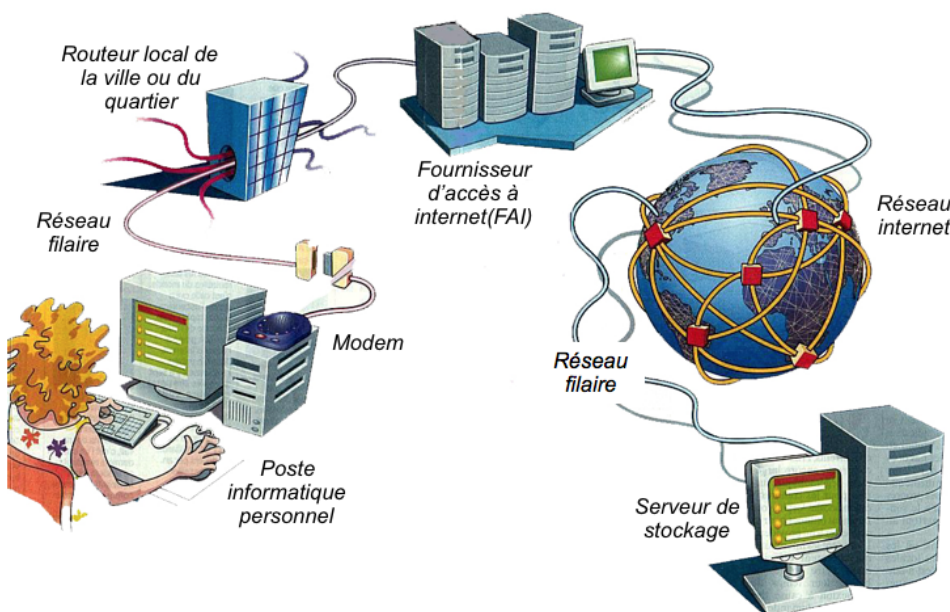 Routeur local de
la ville ou du
quartier
Fournisseur
d'accès à
internet(FAI)
Réseau
internet
Réseau
filaire
Modem
Réseau
filaire
Poste
informatique
personnel
Serveur de
stockage